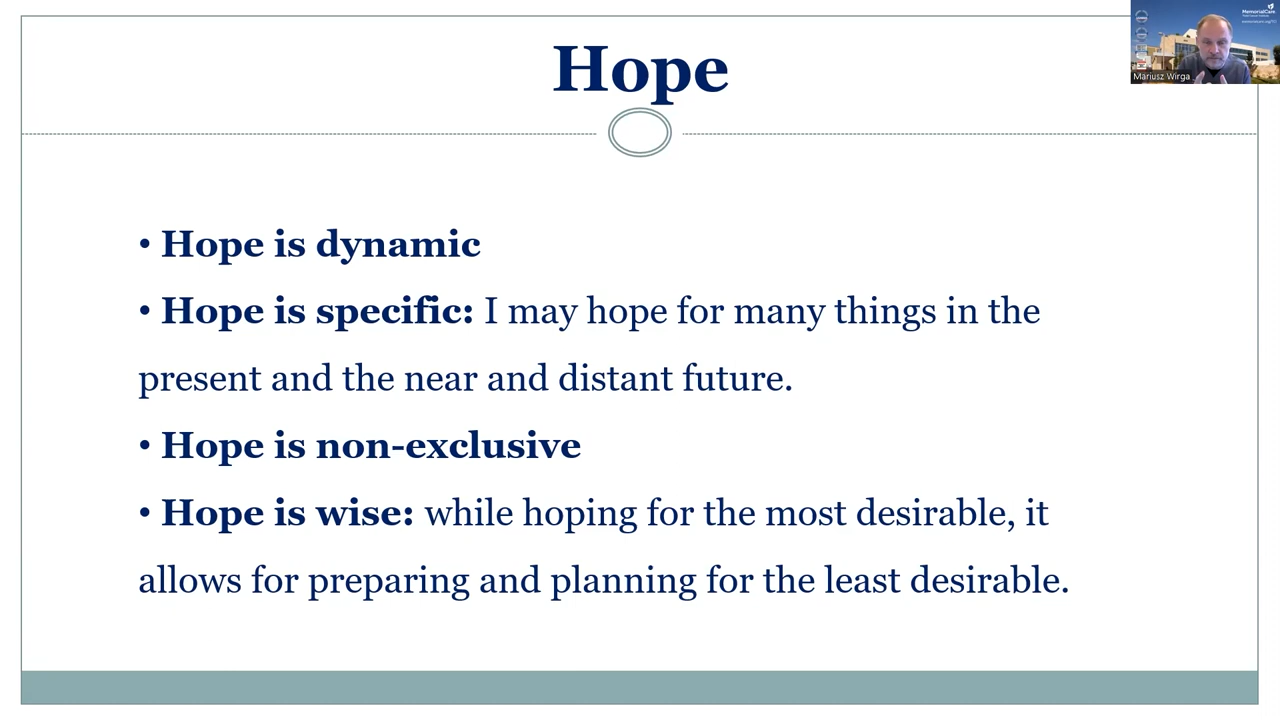 Hope
MemorialCare
Mariusz Wirga
• Hope is dynamic
• Hope is specific: I may hope for many things in the
present and the near and distant future.
• Hope is non-exclusive
• Hope is wise: while hoping for the most desirable, it
allows for preparing and planning for the least desirable.